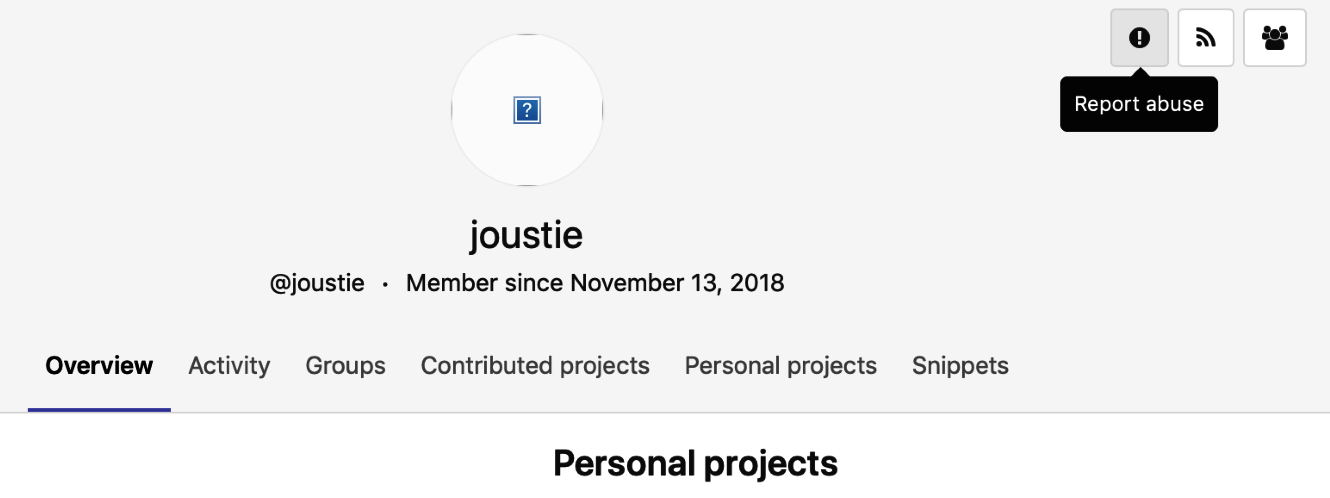 Report abuse
joustie
@joustie · Member since November 13, 2018
Overview Activity Groups Contributed projects Personal projects Snippets
Personal projects